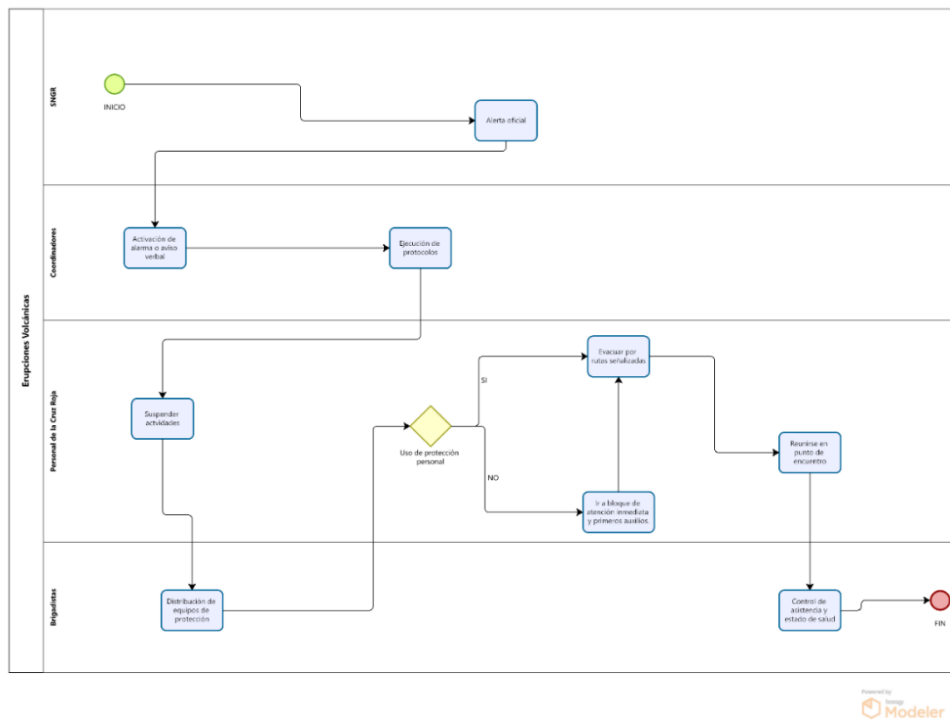 Erupciones Volcánicas
SNGR
INICIO
Alerta oficial
Coordinadores
Activación de
alarma o aviso
verbal
Ejecución de
protocolos
Personal de la Cruz Roja
Suspender
actividades
Uso de protección
personal
SI
NO
Evacuar por
rutas señalizadas
Ir a bloque de
atención inmediata
y primeros auxilios.
Reunirse en
punto de
encuentro
Brigadistas
Distribución de
equipos de
protección
Control de
asistencia y
estado de salud
FIN
Powered by
Modeler